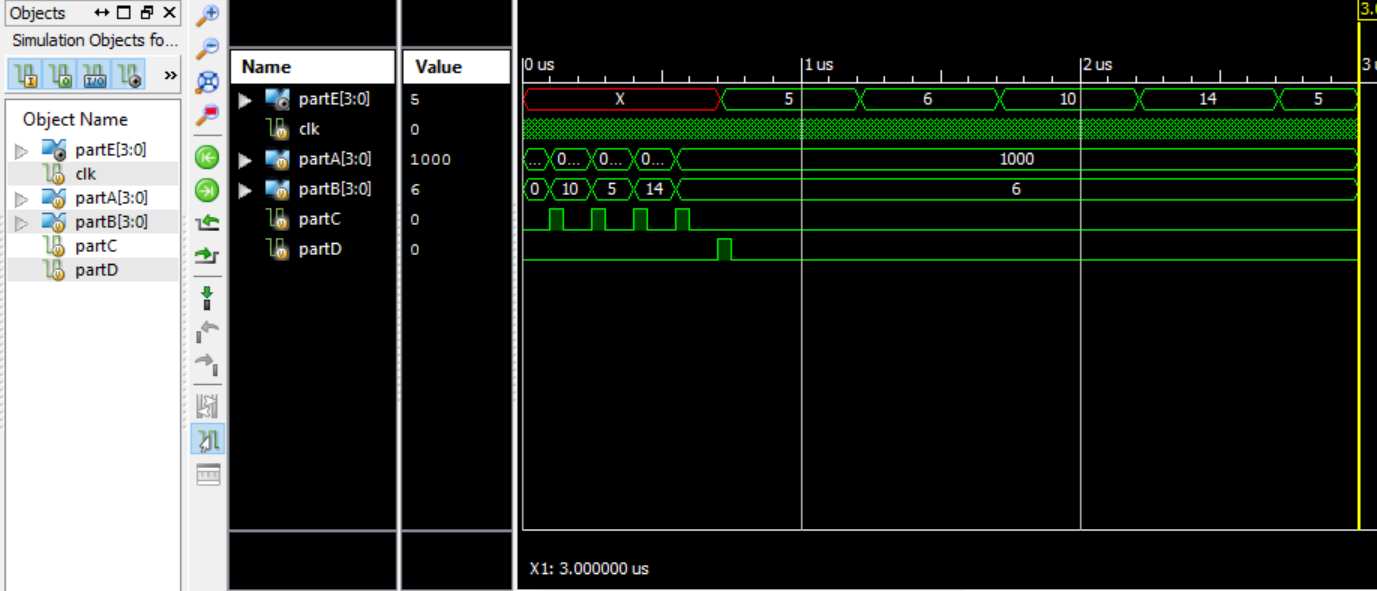 Objects
Simulation Objects fo...
I O I/O »
Object Name
partE[3:0]
clk
partA[3:0]
partB[3:0]
partC
partD
Name Value
partE[3:0] 5
clk 0
partA[3:0] 1000
partB[3:0] 6
partC 0
partD 0
3.0
0 us 1 us 2 us 3 u
X 5 6 10 14 5
... 0... 0... 0... 1000
0 10 5 14 6
X1: 3.000000 us